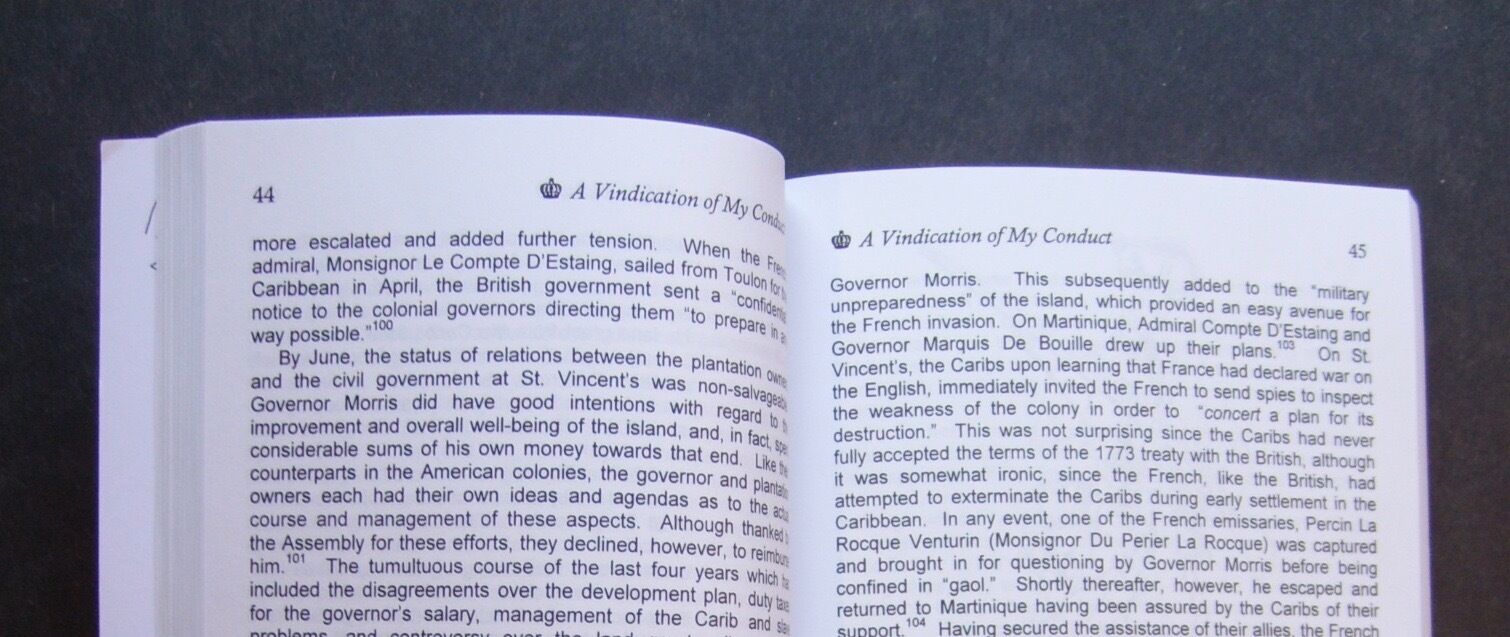 44
A Vindication of My Conduct
more escalated and added further tension. When the French
admiral, Monsignor Le Compte D'Estaing, sailed from Toulon for
Caribbean in April, the British government sent a "confidential
notice to the colonial governors directing them "to prepare in
way possible."100
By June, the status of relations between the plantation owners
and the civil government at St. Vincent's was non-salvageable
Governor Morris did have good intentions with regard to
improvement and overall well-being of the island, and, in fact,
considerable sums of his own money towards that end. Like the
counterparts in the American colonies, the governor and plantation
owners each had their own ideas and agendas as to the actual
course and management of these aspects. Although thanked
the Assembly for these efforts, they declined, however, to reimburse
him.101 The tumultuous course of the last four years which
included the disagreements over the development plan, duty
for the governor's salary, management of the Carib and
problems, and controversy over the land
A Vindication of My Conduct
45
Governor Morris. This subsequently added to the "military
unpreparedness" of the island, which provided an easy avenue for
the French invasion. On Martinique, Admiral Compte D'Estaing and
Governor Marquis De Bouille drew up their plans.103 On St.
Vincent's, the Caribs upon learning that France had declared war on
the English, immediately invited the French to send spies to inspect
the weakness of the colony in order to "concert a plan for its
destruction." This was not surprising since the Caribs had never
fully accepted the terms of the 1773 treaty with the British, although
it was somewhat ironic, since the French, like the British, had
attempted to exterminate the Caribs during early settlement in the
Caribbean. In any event, one of the French emissaries, Percin La
Rocque Venturin (Monsignor Du Perier La Rocque) was captured
and brought in for questioning by Governor Morris before being
confined in "gaol." Shortly thereafter, however, he escaped and
returned to Martinique having been assured by the Caribs of their
support.104 Having secured the assistance of their allies, the French